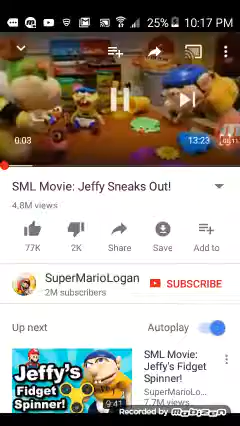 25% 10:17 PM
0:03
13:23
SML Movie: Jeffy Sneaks Out!
4.8M views
77K
2K
Share
Save
Add to
SuperMarioLogan
2M subscribers
SUBSCRIBE
Up next
Autoplay
Jeffy's
Fidget
Spinner!
9:41
SML Movie:
Jeffy's Fidget
Spinner!
SuperMarioLo...
7.7M views
Recorded by Mobizen